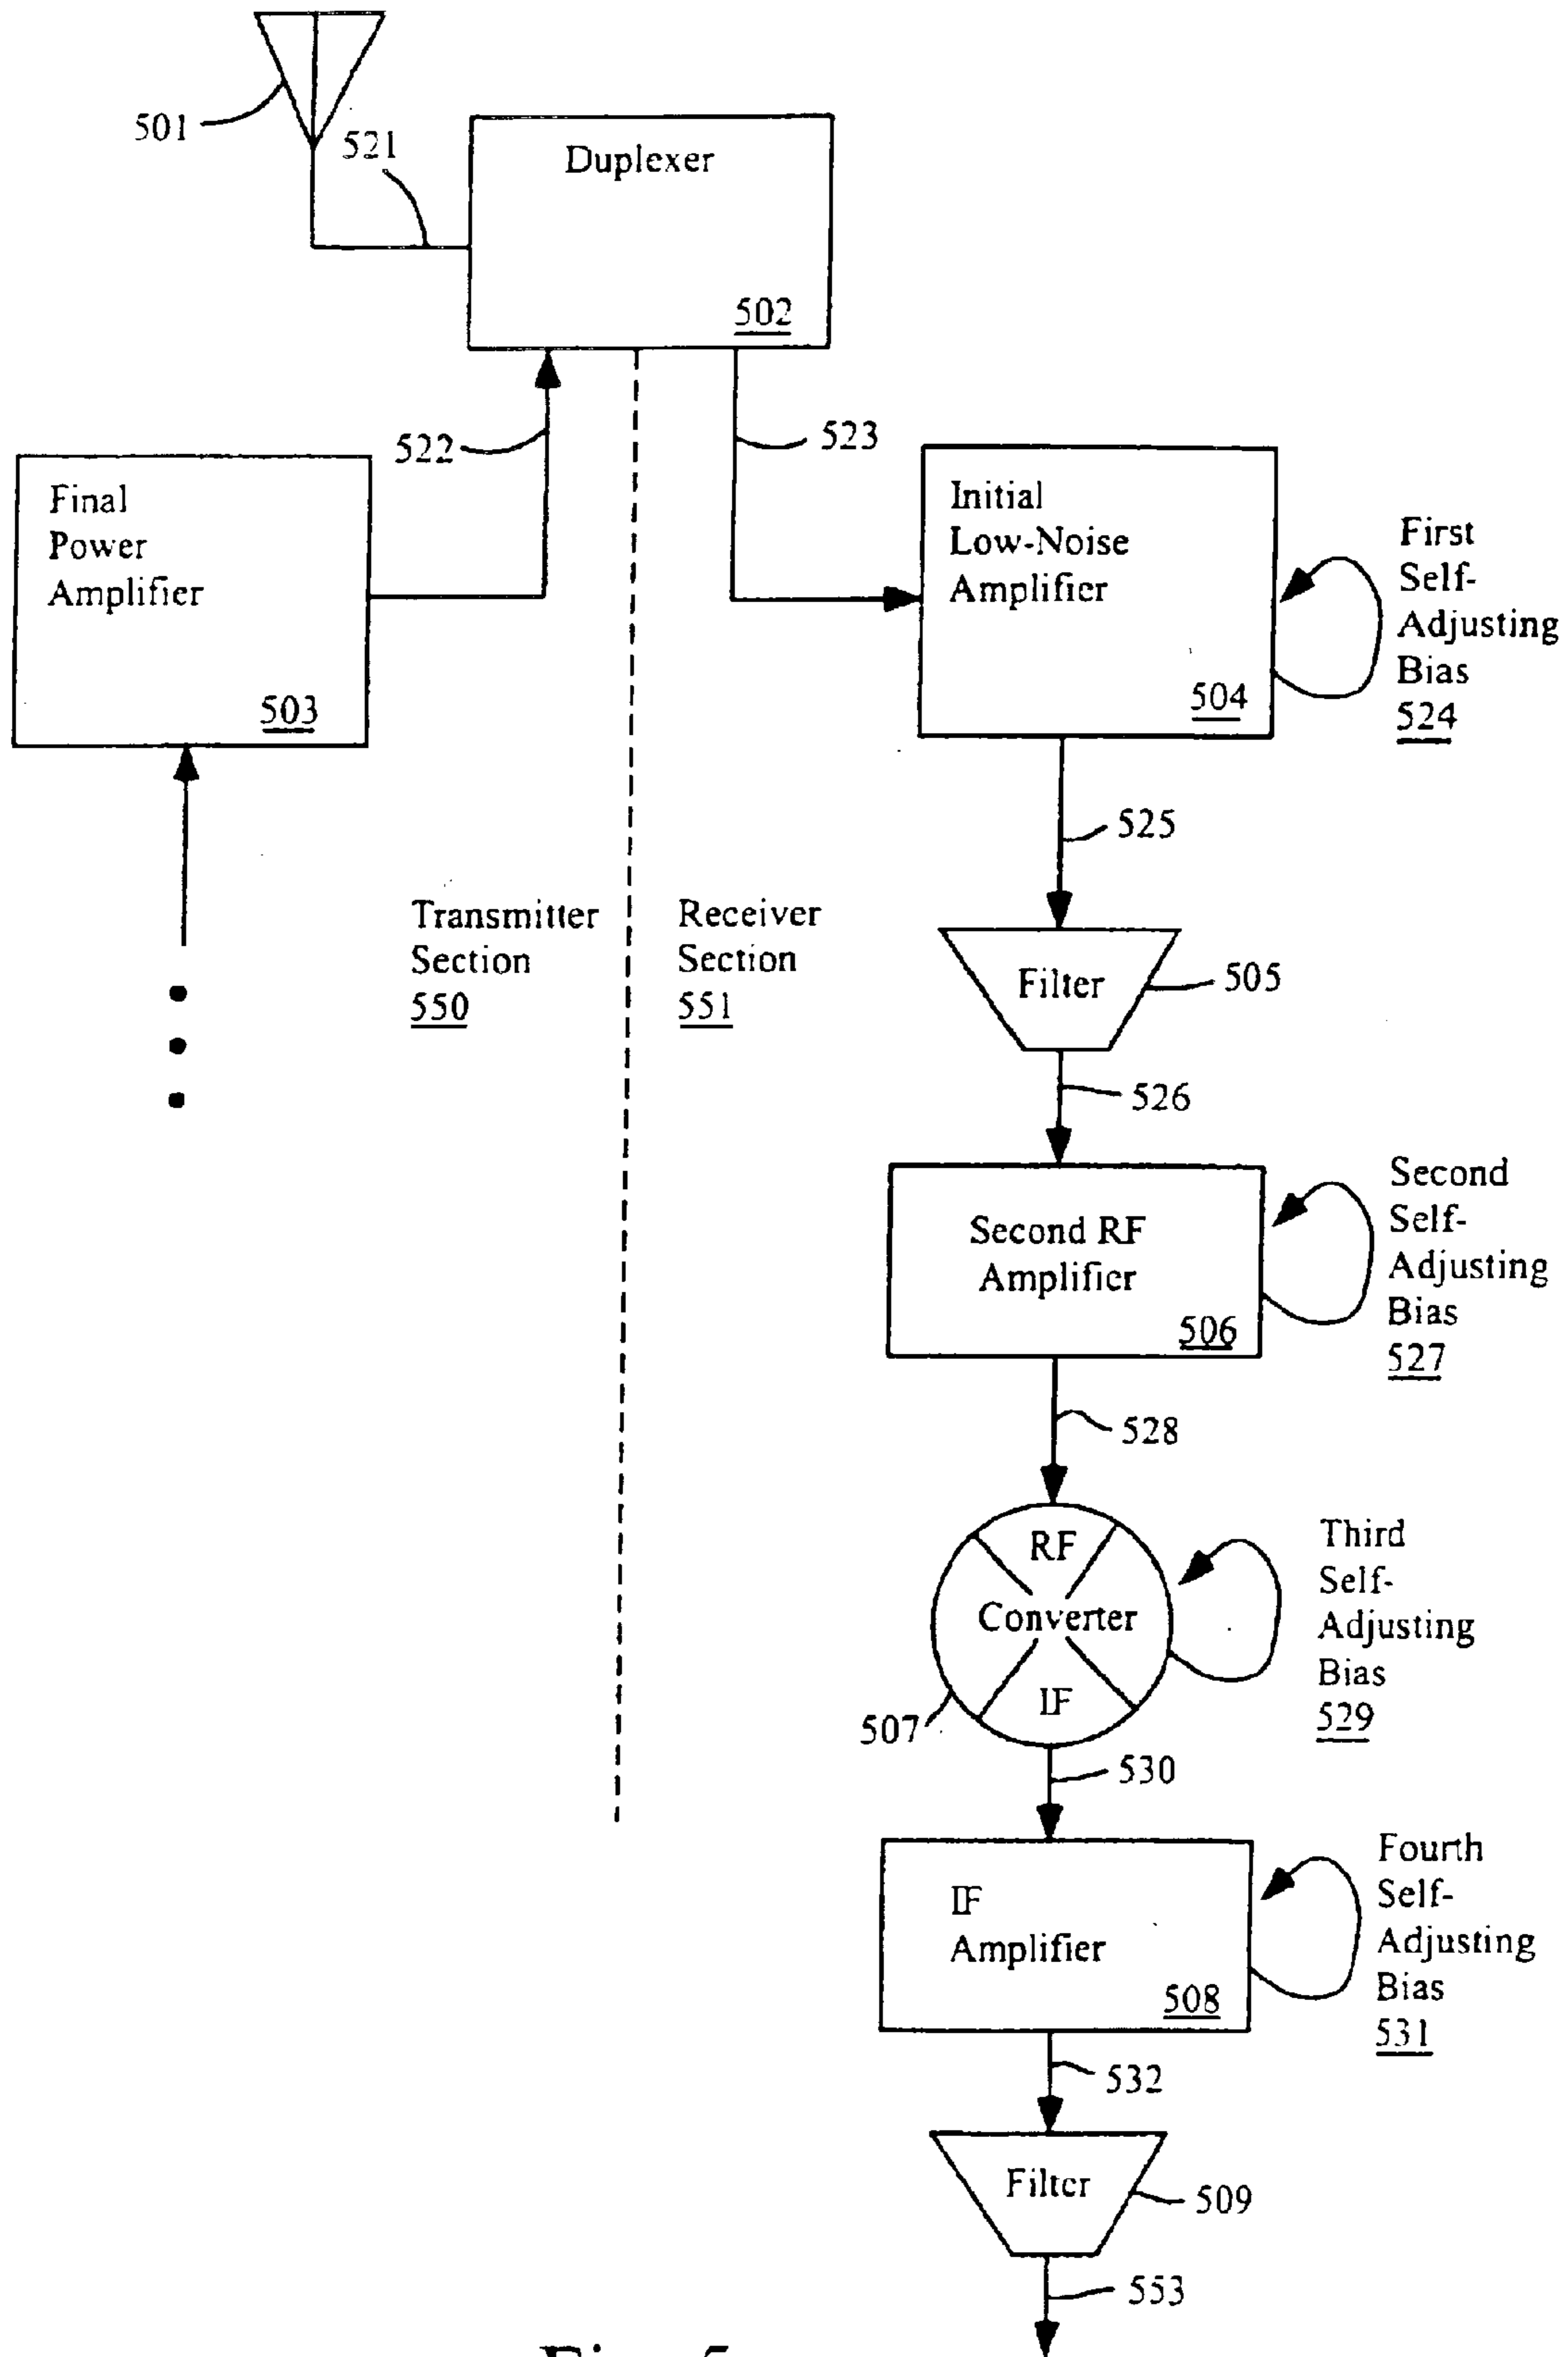 501
521
Duplexer
502
522
523
Final
Power
Amplifier
503
Initial
Low-Noise
Amplifier
504
First
Self-
Adjusting
Bias
524
525
Transmitter
Section
550
Receiver
Section
551
Filter
505
526
Second RF
Amplifier
506
Second
Self-
Adjusting
Bias
527
528
RF
Converter
IF
507
Third
Self-
Adjusting
Bias
529
530
IF
Amplifier
508
Fourth
Self-
Adjusting
Bias
531
532
Filter
509
553